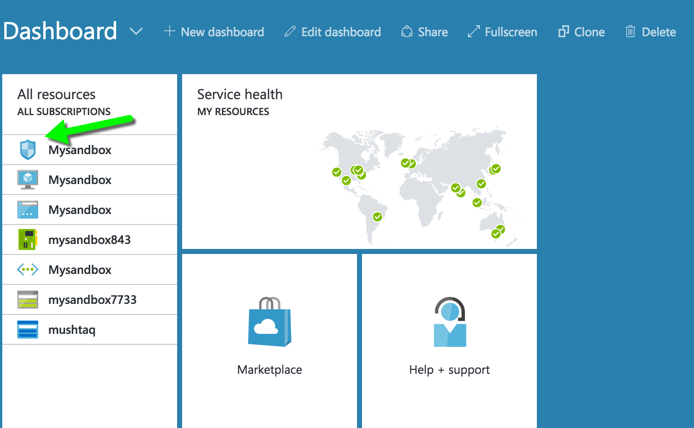 Dashboard
New dashboard
Edit dashboard
Share
Fullscreen
Clone
Delete
All resources
ALL SUBSCRIPTIONS
Mysandbox
Mysandbox
Mysandbox
mysandbox843
Mysandbox
mysandbox7733
mushtaq
Service health
MY RESOURCES
Marketplace
Help + support